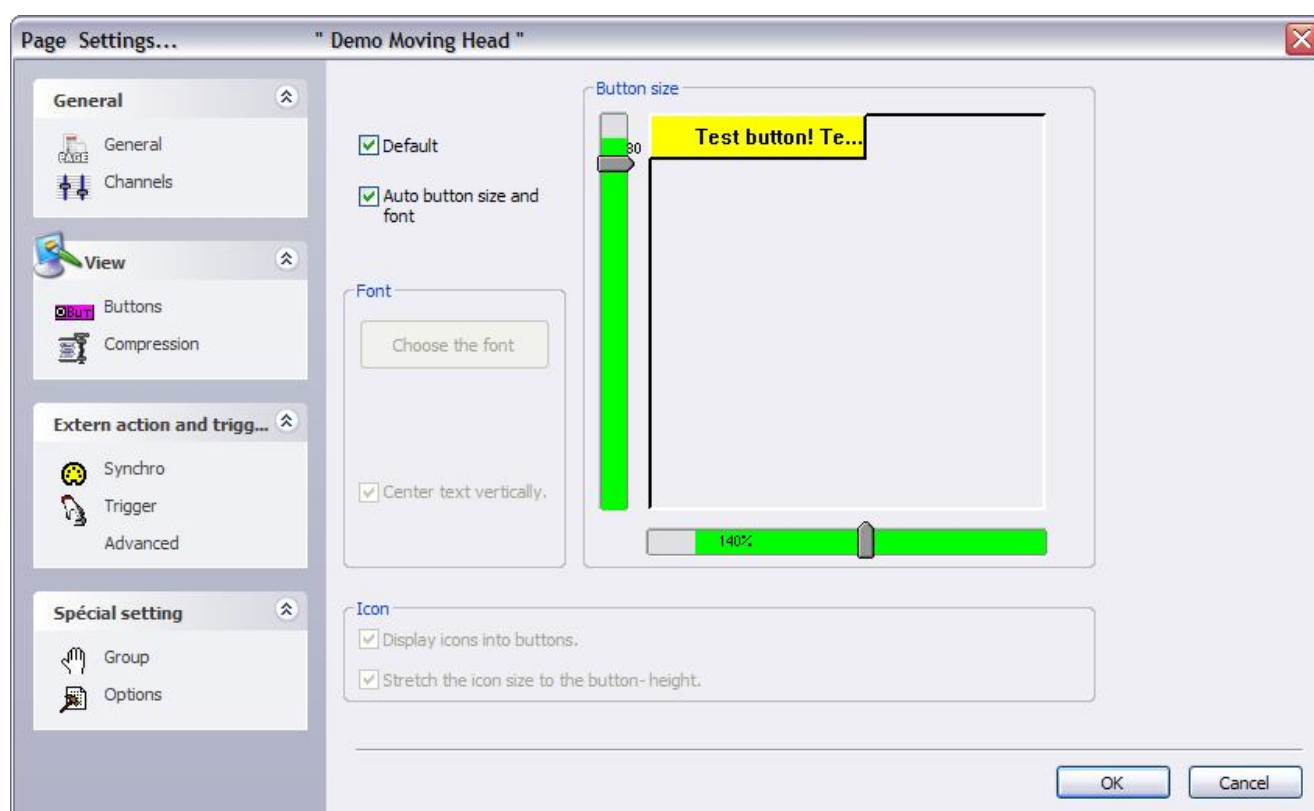 Page Settings... " Demo Moving Head "
General
General
PAGE
Channels
View
Buttons
BUT
Compression
Extern action and trigg...
Synchro
Trigger
Advanced
Spécial setting
Group
Options
Default
Auto button size and
font
Font
Choose the font
Center text vertically.
Button size
80
Test button! Te...
140%
Icon
Display icons into buttons.
Stretch the icon size to the button-height.
OK
Cancel